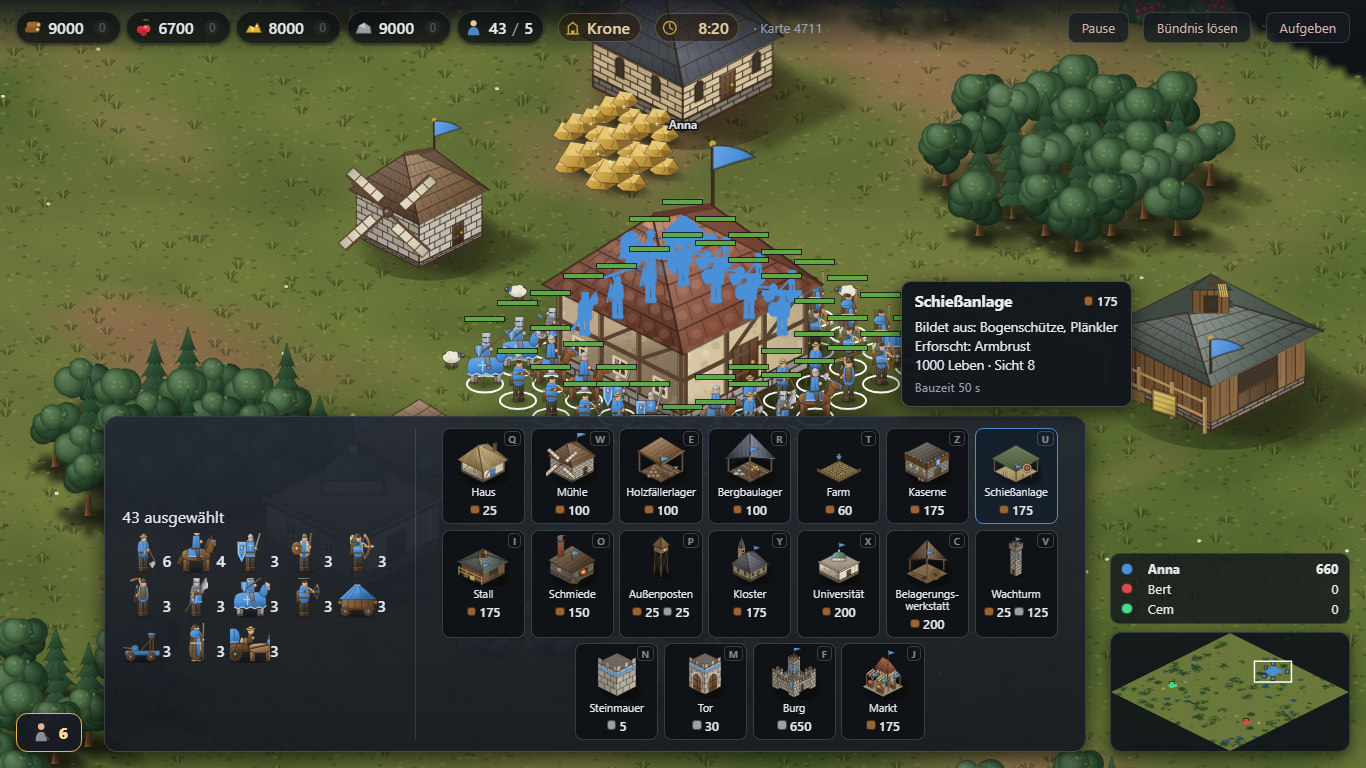 9000 0 6700 0 8000 0 9000 0 43 / 5 Krone 8:20 · Karte 4711 Pause Bündnis lösen Aufgeben
Anna
Schießanlage 175
Bildet aus: Bogenschütze, Plänkler
Erforscht: Armbrust
1000 Leben · Sicht 8
Bauzeit 50 s
43 ausgewählt
6 4 3 3 3
3 3 3 3 3
3 3 3
Q W E R T Z U
Haus Mühle Holzfällerlager Bergbaulager Farm Kaserne Schießanlage
25 100 100 100 60 175 175
I O P Y X C V
Stall Schmiede Außenposten Kloster Universität Belagerungs-
werkstatt Wachturm
175 150 25 25 175 200 200 25 125
N M F J
Steinmauer Tor Burg Markt
5 30 650 175
Anna 660
Bert 0
Cem 0
6